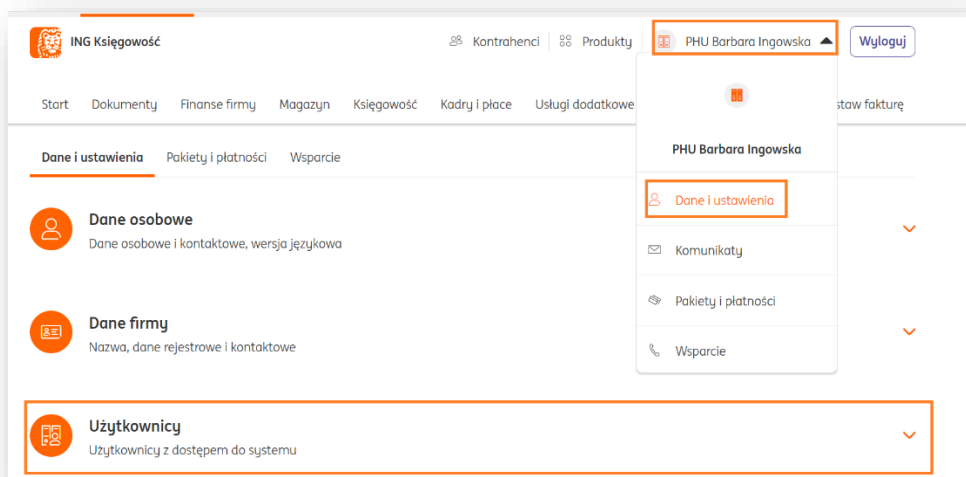 ING Księgowość
Kontrahenci
Produkty
PHU Barbara Ingowska
Wyloguj
Start
Dokumenty
Finanse firmy
Magazyn
Księgowość
Kadry i płace
Usługi dodatkowe
fakturę
PHU Barbara Ingowska
Dane i ustawienia
Komunikaty
Pakiety i płatności
Wsparcie
Dane i ustawienia
Pakiety i płatności
Wsparcie
Dane osobowe
Dane osobowe i kontaktowe, wersja językowa
Dane firmy
Nazwa, dane rejestrowe i kontaktowe
Użytkownicy
Użytkownicy z dostępem do systemu